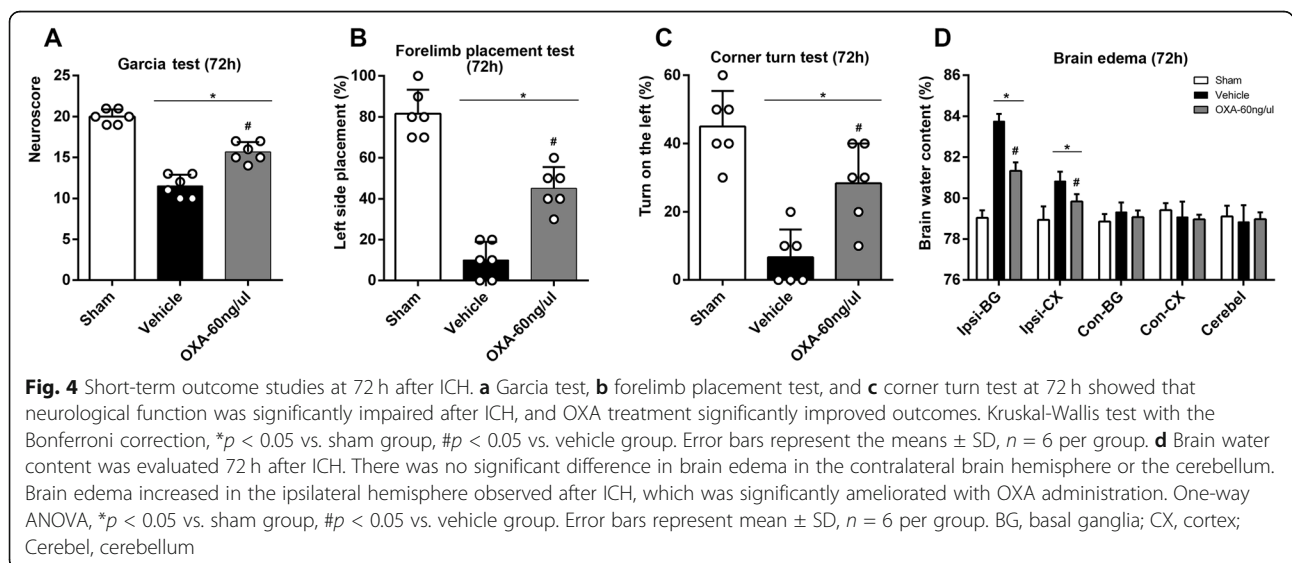 A
Garcia test (72h)
Neuroscore
25
20
15
10
5
0
*
#
Sham
Vehicle
OXA-60ng/ul
B
Forelimb placement test
(72h)
Left side placement (%)
100
80
60
40
20
0
*
#
Sham
Vehicle
OXA-60ng/ul
C
Corner turn test (72h)
Turn on the left (%)
60
40
20
0
*
#
Sham
Vehicle
OXA-60ng/ul
D
Brain edema (72h)
Brain water content(%)
86
84
82
80
78
76
Sham
Vehicle
OXA-60ng/ul
*
#
*
#
Ipsi-BG
Ipsi-CX
Con-BG
Con-CX
Cerebel
Fig. 4 Short-term outcome studies at 72 h after ICH. a Garcia test, b forelimb placement test, and c corner turn test at 72 h showed that
neurological function was significantly impaired after ICH, and OXA treatment significantly improved outcomes. Kruskal-Wallis test with the
Bonferroni correction, *p < 0.05 vs. sham group, #p < 0.05 vs. vehicle group. Error bars represent the means ± SD, n = 6 per group. d Brain water
content was evaluated 72 h after ICH. There was no significant difference in brain edema in the contralateral brain hemisphere or the cerebellum.
Brain edema increased in the ipsilateral hemisphere observed after ICH, which was significantly ameliorated with OXA administration. One-way
ANOVA, *p < 0.05 vs. sham group, #p < 0.05 vs. vehicle group. Error bars represent mean ± SD, n = 6 per group. BG, basal ganglia; CX, cortex;
Cerebel, cerebellum